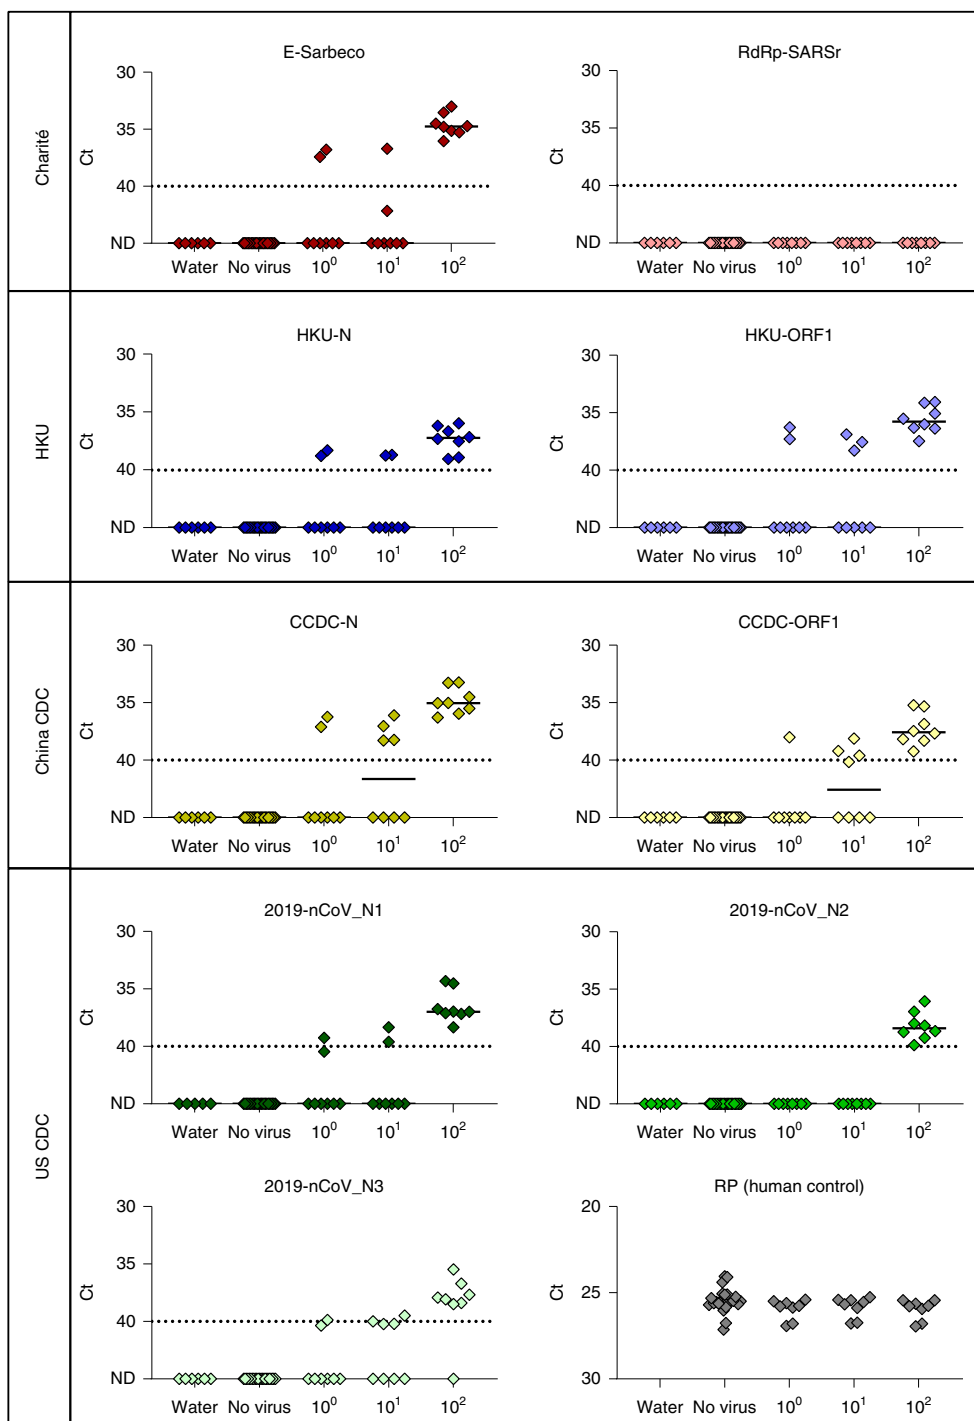 Charité
E-Sarbeco
Ct
30
35
40
ND
Water No virus 10⁰ 10¹ 10²
RdRp-SARSr
Ct
30
35
40
ND
Water No virus 10⁰ 10¹ 10²
HKU
HKU-N
Ct
30
35
40
ND
Water No virus 10⁰ 10¹ 10²
HKU-ORF1
Ct
30
35
40
ND
Water No virus 10⁰ 10¹ 10²
China CDC
CCDC-N
Ct
30
35
40
ND
Water No virus 10⁰ 10¹ 10²
CCDC-ORF1
Ct
30
35
40
ND
Water No virus 10⁰ 10¹ 10²
US CDC
2019-nCoV_N1
Ct
30
35
40
ND
Water No virus 10⁰ 10¹ 10²
2019-nCoV_N2
Ct
30
35
40
ND
Water No virus 10⁰ 10¹ 10²
2019-nCoV_N3
Ct
30
35
40
ND
Water No virus 10⁰ 10¹ 10²
RP (human control)
Ct
20
25
30
Water No virus 10⁰ 10¹ 10²